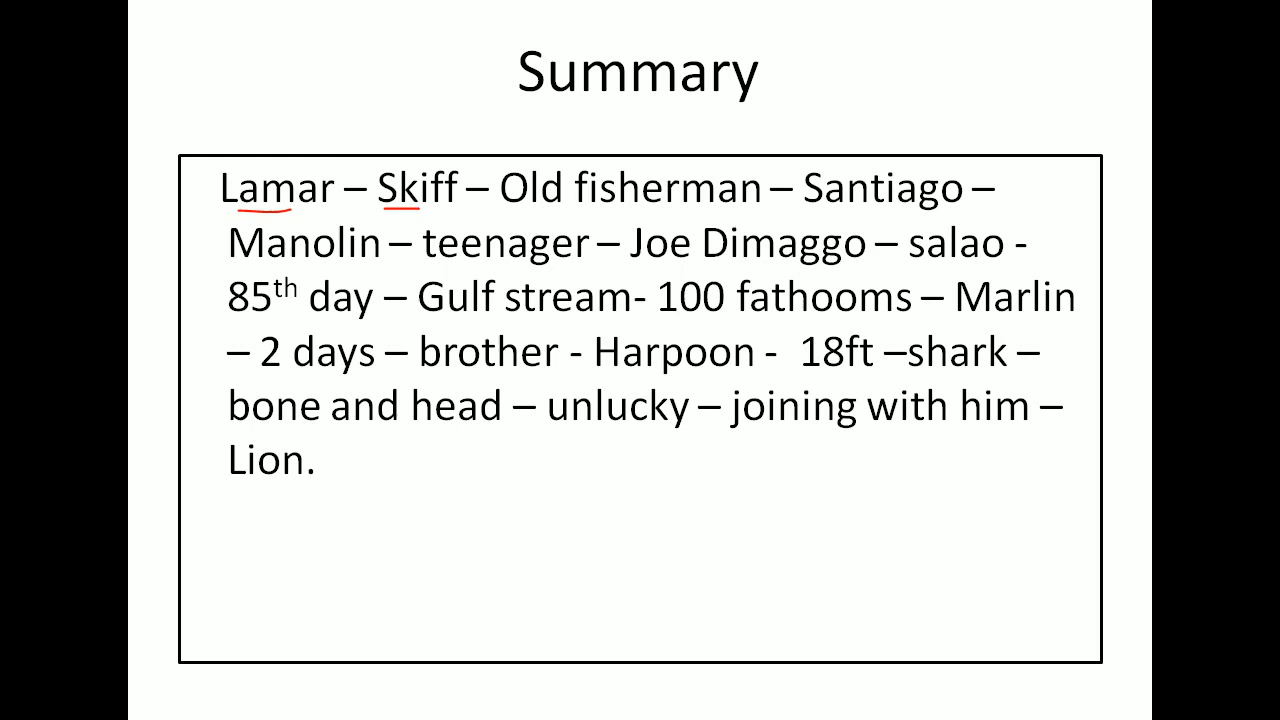 Summary
Lamar – Skiff – Old fisherman – Santiago –
Manolin – teenager – Joe Dimaggo – salao -
85th day – Gulf stream- 100 fathooms – Marlin
– 2 days – brother - Harpoon -  18ft –shark –
bone and head – unlucky – joining with him –
Lion.